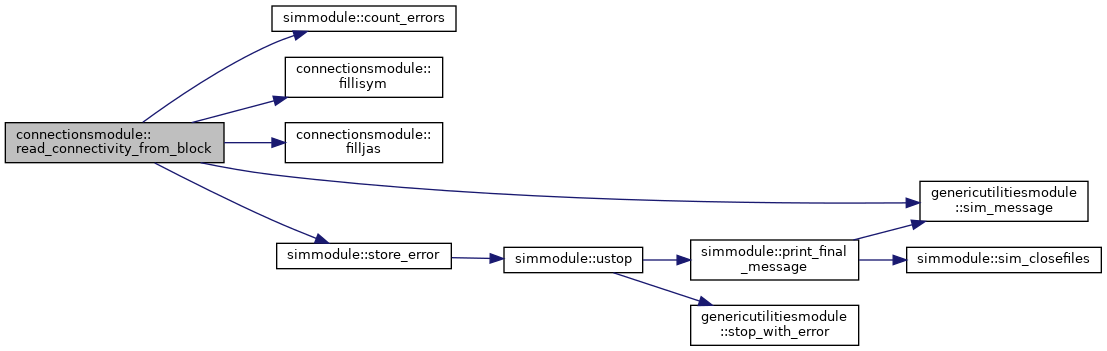 simmodule::count_errors
connectionsmodule::
fillisym
connectionsmodule::
read_connectivity_from_block
connectionsmodule::
filljas
genericutilitiesmodule
::sim_message
simmodule::store_error
simmodule::ustop
simmodule::print_final
_message
simmodule::sim_closefiles
genericutilitiesmodule
::stop_with_error